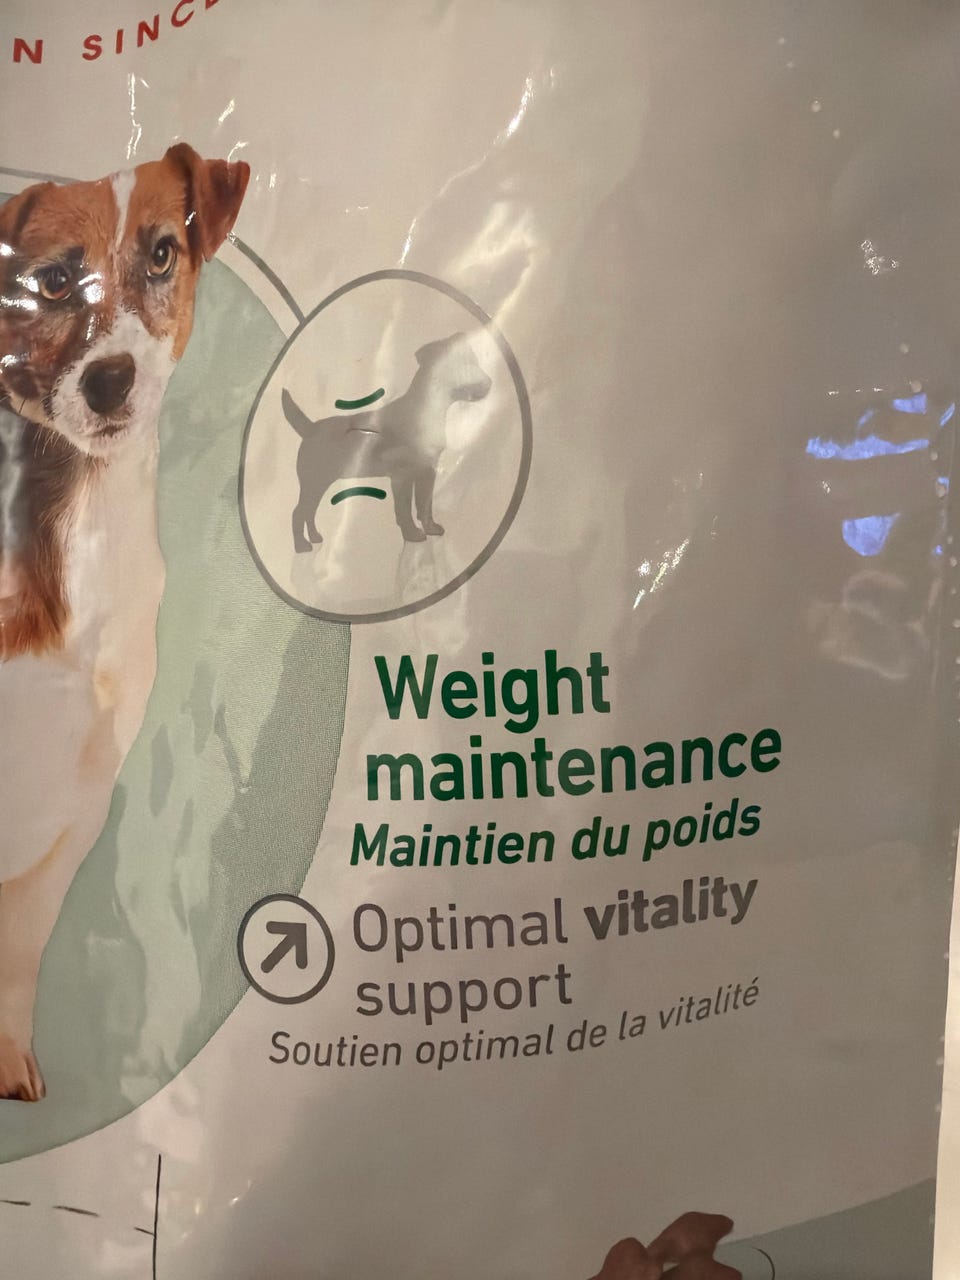 N SINC
Weight
maintenance
Maintien du poids
Optimal vitality
support
Soutien optimal de la vitalité